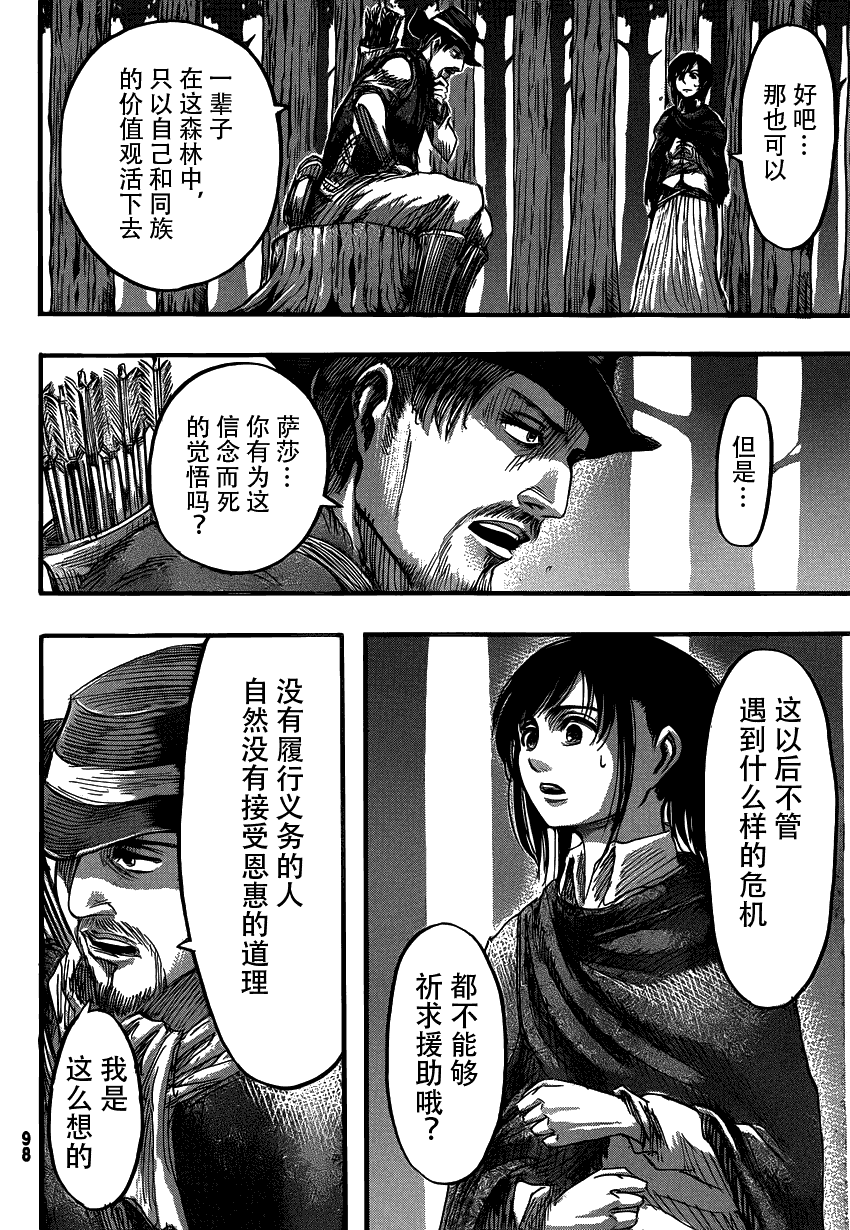 好吧…
那也可以
一辈子
在这森林中,
只以自己和同族
的价值观活下去
但是…
萨莎…
你有为这
信念而死
的觉悟吗?
这以后不管
遇到什么样的危机
都不能够
祈求援助哦?
没有履行义务的人
自然没有接受恩惠的道理
我是
这么想的
98